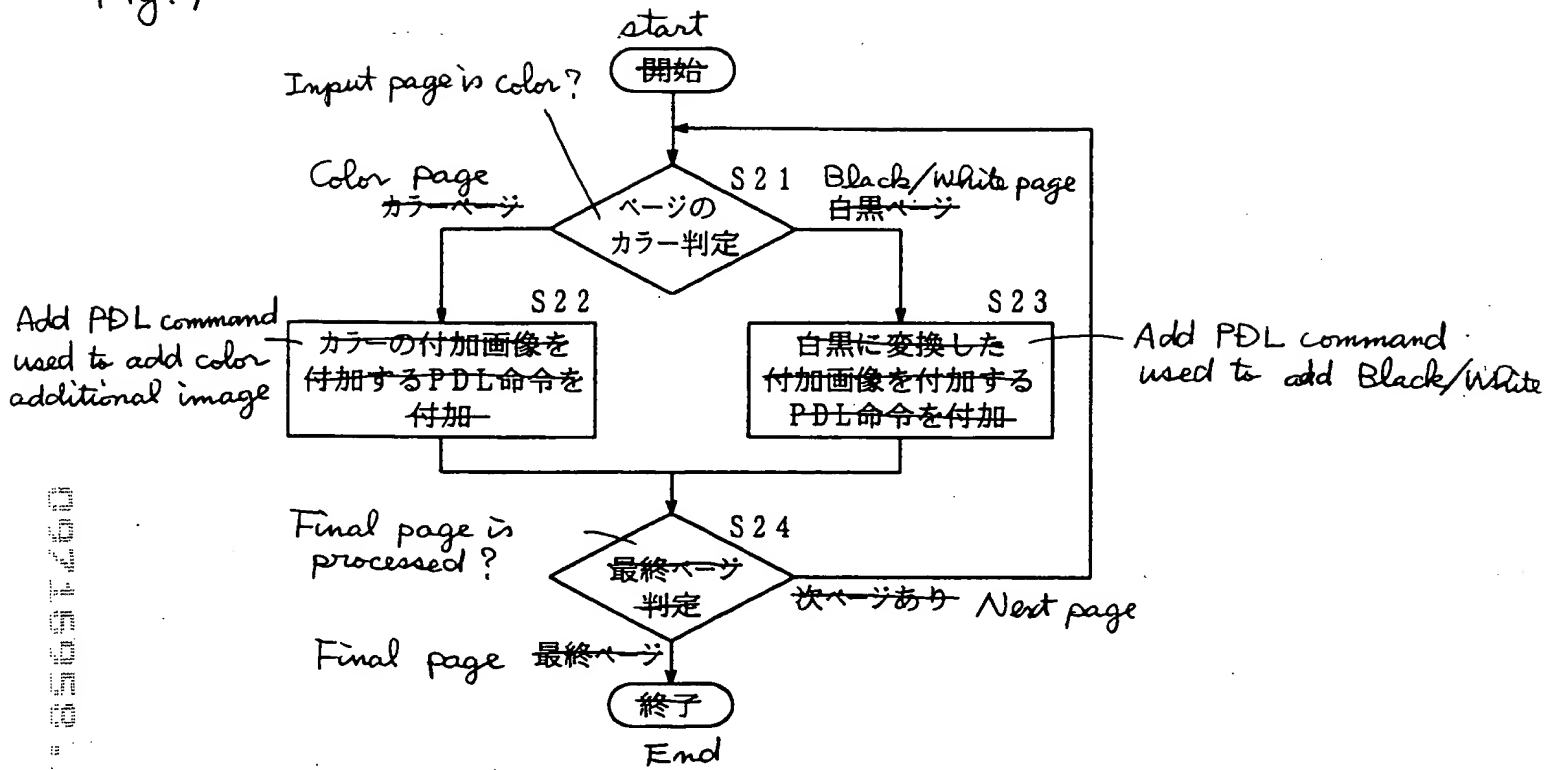 Fig.
start
開始
Input page is color?
Color page
カラーページ
S21
Black/White page
白黒ページ
ページの
カラー判定
S22
S23
Add PDL command
used to add color
additional image
カラーの付加画像を
付加するPDL命令を
付加
白黒に変換した
付加画像を付加する
PDL命令を付加
Add PDL command
used to add Black/White
Final page is
processed?
S24
最終ページ
判定
次ページあり Next page
Final page 最終ページ
終了
End